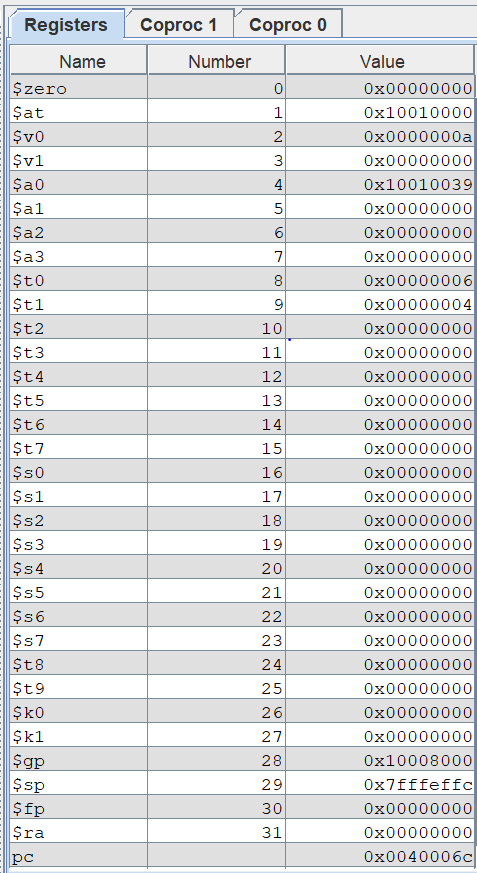 Registers Coproc 1 Coproc 0
Name Number Value
$zero 0 0x00000000
$at 1 0x10010000
$v0 2 0x0000000a
$v1 3 0x00000000
$a0 4 0x10010039
$a1 5 0x00000000
$a2 6 0x00000000
$a3 7 0x00000000
$t0 8 0x00000006
$t1 9 0x00000004
$t2 10 0x00000000
$t3 11 0x00000000
$t4 12 0x00000000
$t5 13 0x00000000
$t6 14 0x00000000
$t7 15 0x00000000
$s0 16 0x00000000
$s1 17 0x00000000
$s2 18 0x00000000
$s3 19 0x00000000
$s4 20 0x00000000
$s5 21 0x00000000
$s6 22 0x00000000
$s7 23 0x00000000
$t8 24 0x00000000
$t9 25 0x00000000
$k0 26 0x00000000
$k1 27 0x00000000
$gp 28 0x10008000
$sp 29 0x7fffeffc
$fp 30 0x00000000
$ra 31 0x00000000
pc 0x0040006c